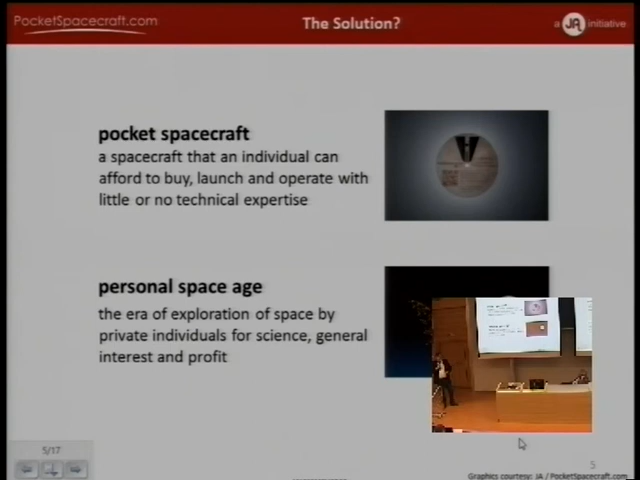 PocketSpacecraft.com
The Solution?
a JA initiative
pocket spacecraft
a spacecraft that an individual can
afford to buy, launch and operate with
little or no technical expertise
personal space age
the era of exploration of space by
private individuals for science, general
interest and profit
5/17
5
Graphics courtesy: JA / PocketSpacecraft.com